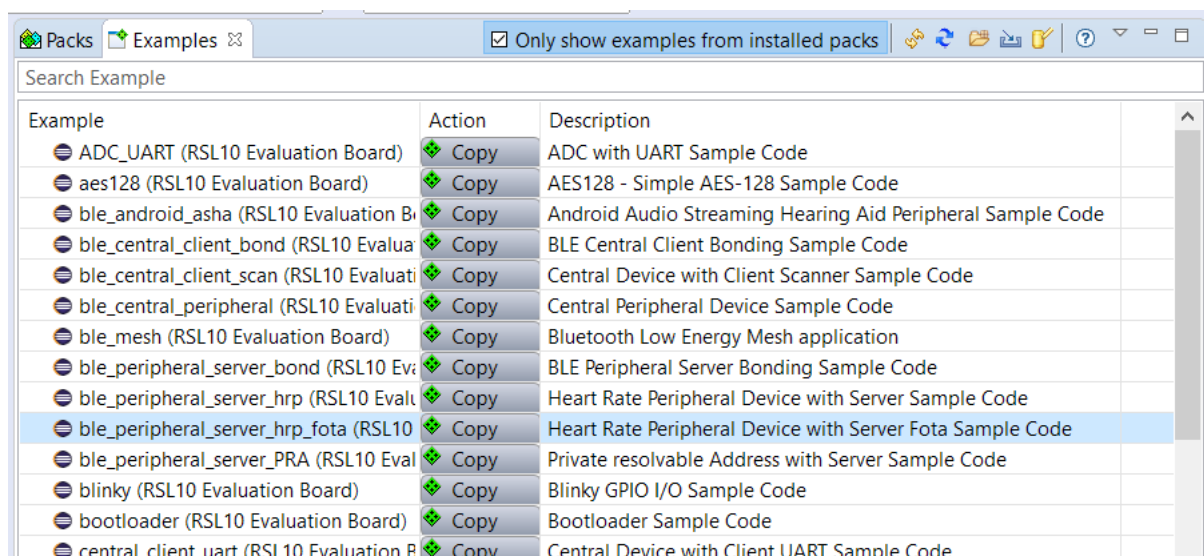 Packs Examples Only show examples from installed packs
Search Example
Example Action Description
ADC_UART (RSL10 Evaluation Board) Copy ADC with UART Sample Code
aes128 (RSL10 Evaluation Board) Copy AES128 - Simple AES-128 Sample Code
ble_android_asha (RSL10 Evaluation B Copy Android Audio Streaming Hearing Aid Peripheral Sample Code
ble_central_client_bond (RSL10 Evalua Copy BLE Central Client Bonding Sample Code
ble_central_client_scan (RSL10 Evaluati Copy Central Device with Client Scanner Sample Code
ble_central_peripheral (RSL10 Evaluati Copy Central Peripheral Device Sample Code
ble_mesh (RSL10 Evaluation Board) Copy Bluetooth Low Energy Mesh application
ble_peripheral_server_bond (RSL10 Eva Copy BLE Peripheral Server Bonding Sample Code
ble_peripheral_server_hrp (RSL10 Evalu Copy Heart Rate Peripheral Device with Server Sample Code
ble_peripheral_server_hrp_fota (RSL10 Copy Heart Rate Peripheral Device with Server Fota Sample Code
ble_peripheral_server_PRA (RSL10 Eval Copy Private resolvable Address with Server Sample Code
blinky (RSL10 Evaluation Board) Copy Blinky GPIO I/O Sample Code
bootloader (RSL10 Evaluation Board) Copy Bootloader Sample Code
central_client_uart (RSL10 Evaluation B Copy Central Device with Client UART Sample Code